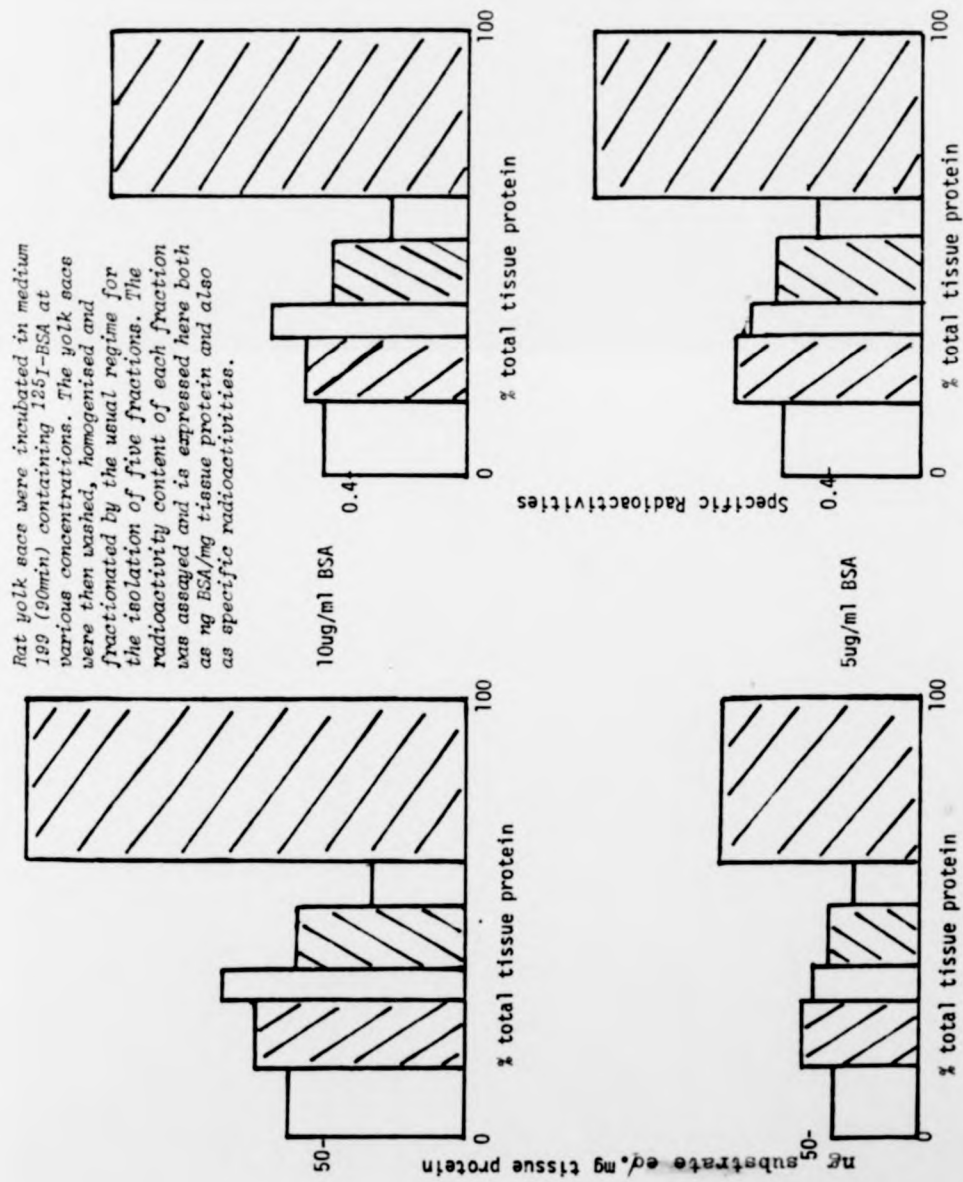 Rat yolk sacs were incubated in medium
199 (90min) containing 125I-BSA at
various concentrations. The yolk sacs
were then washed, homogenised and
fractionated by the usual regime for
the isolation of five fractions. The
radioactivity content of each fraction
was assayed and is expressed here both
as ng BSA/mg tissue protein and also
as specific radioactivities.
10ug/ml BSA
50-
0
100
% total tissue protein
0.4
0
100
% total tissue protein
ng substrate eq. mg tissue protein
Specific Radioactivities
5ug/ml BSA
50-
0
100
% total tissue protein
0.4
0
100
% total tissue protein